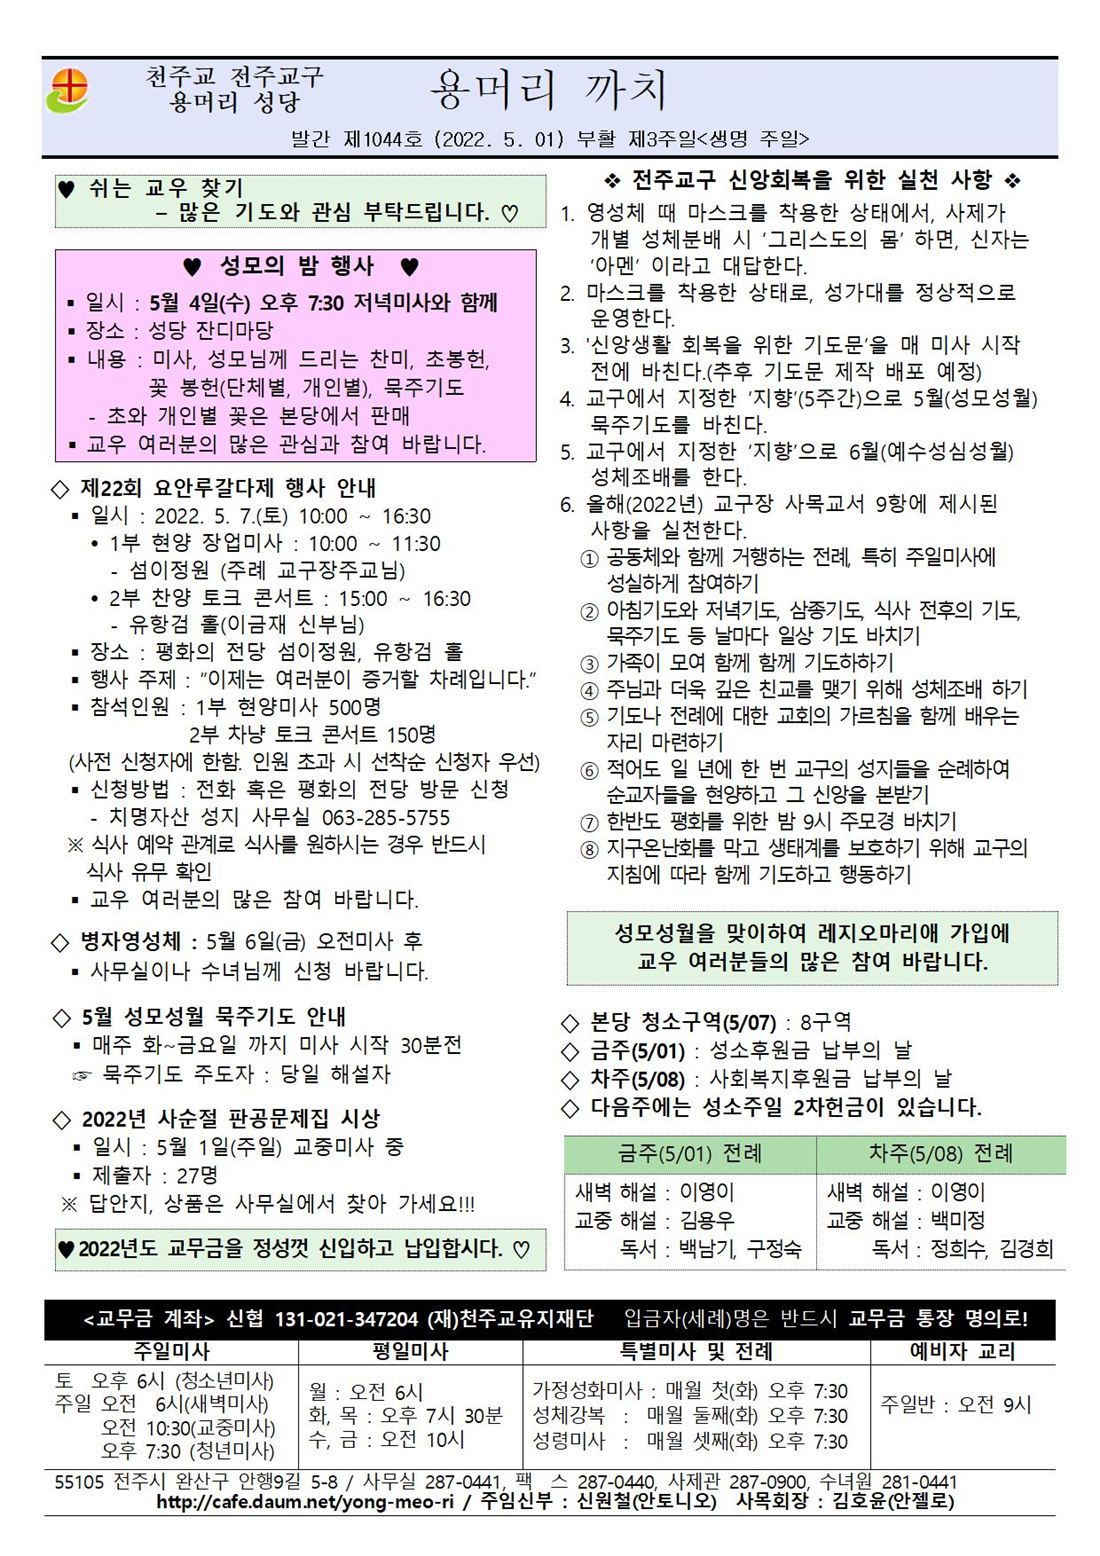 천주교 전주교구
용머리 성당
용머리 까치
발간 제1044호 (2022. 5. 01) 부활 제3주일<생명 주일>
♥ 쉬는 교우 찾기
– 많은 기도와 관심 부탁드립니다. ♡
♥ 성모의 밤 행사 ♥
▪ 일시 : 5월 4일(수) 오후 7:30 저녁미사와 함께
▪ 장소 : 성당 잔디마당
▪ 내용 : 미사, 성모님께 드리는 찬미, 초봉헌,
꽃 봉헌(단체별, 개인별), 묵주기도
- 초와 개인별 꽃은 본당에서 판매
▪ 교우 여러분의 많은 관심과 참여 바랍니다.
◇ 제22회 요안루갈다제 행사 안내
▪ 일시 : 2022. 5. 7.(토) 10:00 ~ 16:30
• 1부 현양 장업미사 : 10:00 ~ 11:30
- 섬이정원 (주례 교구장주교님)
• 2부 찬양 토크 콘서트 : 15:00 ~ 16:30
- 유항검 홀(이금재 신부님)
▪ 장소 : 평화의 전당 섬이정원, 유항검 홀
▪ 행사 주제 : “이제는 여러분이 증거할 차례입니다.”
▪ 참석인원 : 1부 현양미사 500명
2부 차냥 토크 콘서트 150명
(사전 신청자에 한함. 인원 초과 시 선착순 신청자 우선)
▪ 신청방법 : 전화 혹은 평화의 전당 방문 신청
- 치명자산 성지 사무실 063-285-5755
※ 식사 예약 관계로 식사를 원하시는 경우 반드시
식사 유무 확인
▪ 교우 여러분의 많은 참여 바랍니다.
◇ 병자영성체 : 5월 6일(금) 오전미사 후
▪ 사무실이나 수녀님께 신청 바랍니다.
◇ 5월 성모성월 묵주기도 안내
▪ 매주 화~금요일 까지 미사 시작 30분전
☞ 묵주기도 주도자 : 당일 해설자
◇ 2022년 사순절 판공문제집 시상
▪ 일시 : 5월 1일(주일) 교중미사 중
▪ 제출자 : 27명
※ 답안지, 상품은 사무실에서 찾아 가세요!!!
♥2022년도 교무금을 정성껏 신입하고 납입합시다. ♡
❖ 전주교구 신앙회복을 위한 실천 사항 ❖
1. 영성체 때 마스크를 착용한 상태에서, 사제가
개별 성체분배 시 ‘그리스도의 몸’ 하면, 신자는
‘아멘’ 이라고 대답한다.
2. 마스크를 착용한 상태로, 성가대를 정상적으로
운영한다.
3. '신앙생활 회복을 위한 기도문’을 매 미사 시작
전에 바친다.(추후 기도문 제작 배포 예정)
4. 교구에서 지정한 ‘지향’(5주간)으로 5월(성모성월)
묵주기도를 바친다.
5. 교구에서 지정한 ‘지향’으로 6월(예수성심성월)
성체조배를 한다.
6. 올해(2022년) 교구장 사목교서 9항에 제시된
사항을 실천한다.
① 공동체와 함께 거행하는 전례, 특히 주일미사에
성실하게 참여하기
② 아침기도와 저녁기도, 삼종기도, 식사 전후의 기도,
묵주기도 등 날마다 일상 기도 바치기
③ 가족이 모여 함께 함께 기도하하기
④ 주님과 더욱 깊은 친교를 맺기 위해 성체조배 하기
⑤ 기도나 전례에 대한 교회의 가르침을 함께 배우는
자리 마련하기
⑥ 적어도 일 년에 한 번 교구의 성지들을 순례하여
순교자들을 현양하고 그 신앙을 본받기
⑦ 한반도 평화를 위한 밤 9시 주모경 바치기
⑧ 지구온난화를 막고 생태계를 보호하기 위해 교구의
지침에 따라 함께 기도하고 행동하기
성모성월을 맞이하여 레지오마리애 가입에
교우 여러분들의 많은 참여 바랍니다.
◇ 본당 청소구역(5/07) : 8구역
◇ 금주(5/01) : 성소후원금 납부의 날
◇ 차주(5/08) : 사회복지후원금 납부의 날
◇ 다음주에는 성소주일 2차헌금이 있습니다.
금주(5/01) 전례 차주(5/08) 전례
새벽 해설 : 이영이 새벽 해설 : 이영이
교중 해설 : 김용우 교중 해설 : 백미정
독서 : 백남기, 구정숙 독서 : 정희수, 김경희
<교무금 계좌> 신협 131-021-347204 (재)천주교유지재단 입금자(세례)명은 반드시 교무금 통장 명의로!
주일미사 평일미사 특별미사 및 전례 예비자 교리
토 오후 6시 (청소년미사)
주일 오전 6시(새벽미사)
오전 10:30(교중미사)
오후 7:30 (청년미사)
월 : 오전 6시
화, 목 : 오후 7시 30분
수, 금 : 오전 10시
가정성화미사 : 매월 첫(화) 오후 7:30
성체강복 : 매월 둘째(화) 오후 7:30
성령미사 : 매월 셋째(화) 오후 7:30
주일반 : 오전 9시
55105 전주시 완산구 안행9길 5-8 / 사무실 287-0441, 팩 스 287-0440, 사제관 287-0900, 수녀원 281-0441
http://cafe.daum.net/yong-meo-ri / 주임신부 : 신원철(안토니오) 사목회장 : 김호윤(안젤로)